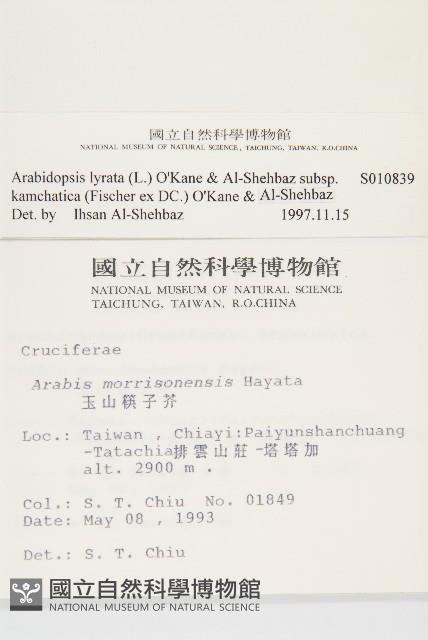 國立自然科學博物館
NATIONAL MUSEUM OF NATURAL SCIENCE, TAICHUNG, TAIWAN, R.O.CHINA
Arabidopsis lyrata (L.) O'Kane & Al-Shehbaz subsp. S010839
kamchatica (Fischer ex DC.) O'Kane & Al-Shehbaz
Det. by Ihsan Al-Shehbaz 1997.11.15
國立自然科學博物館
NATIONAL MUSEUM OF NATURAL SCIENCE
TAICHUNG, TAIWAN, R.O.CHINA
Cruciferae
Arabis morrisonensis Hayata
玉山筷子芥
Loc.: Taiwan , Chiayi:Paiyunshanchuang
-Tatachia排雲山莊-塔塔加
alt. 2900 m .
Col.: S. T. Chiu No. 01849
Date: May 08 , 1993
Det.: S. T. Chiu
國立自然科學博物館
NATIONAL MUSEUM OF NATURAL SCIENCE